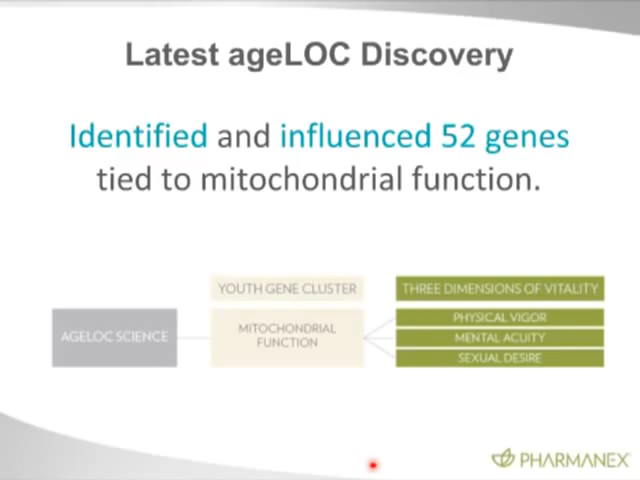 Latest ageLOC Discovery
Identified and influenced 52 genes
tied to mitochondrial function.
YOUTH GENE CLUSTER
THREE DIMENSIONS OF VITALITY
AGELOC SCIENCE
MITOCHONDRIAL
FUNCTION
PHYSICAL VIGOR
MENTAL ACUITY
SEXUAL DESIRE
PHARMANEX